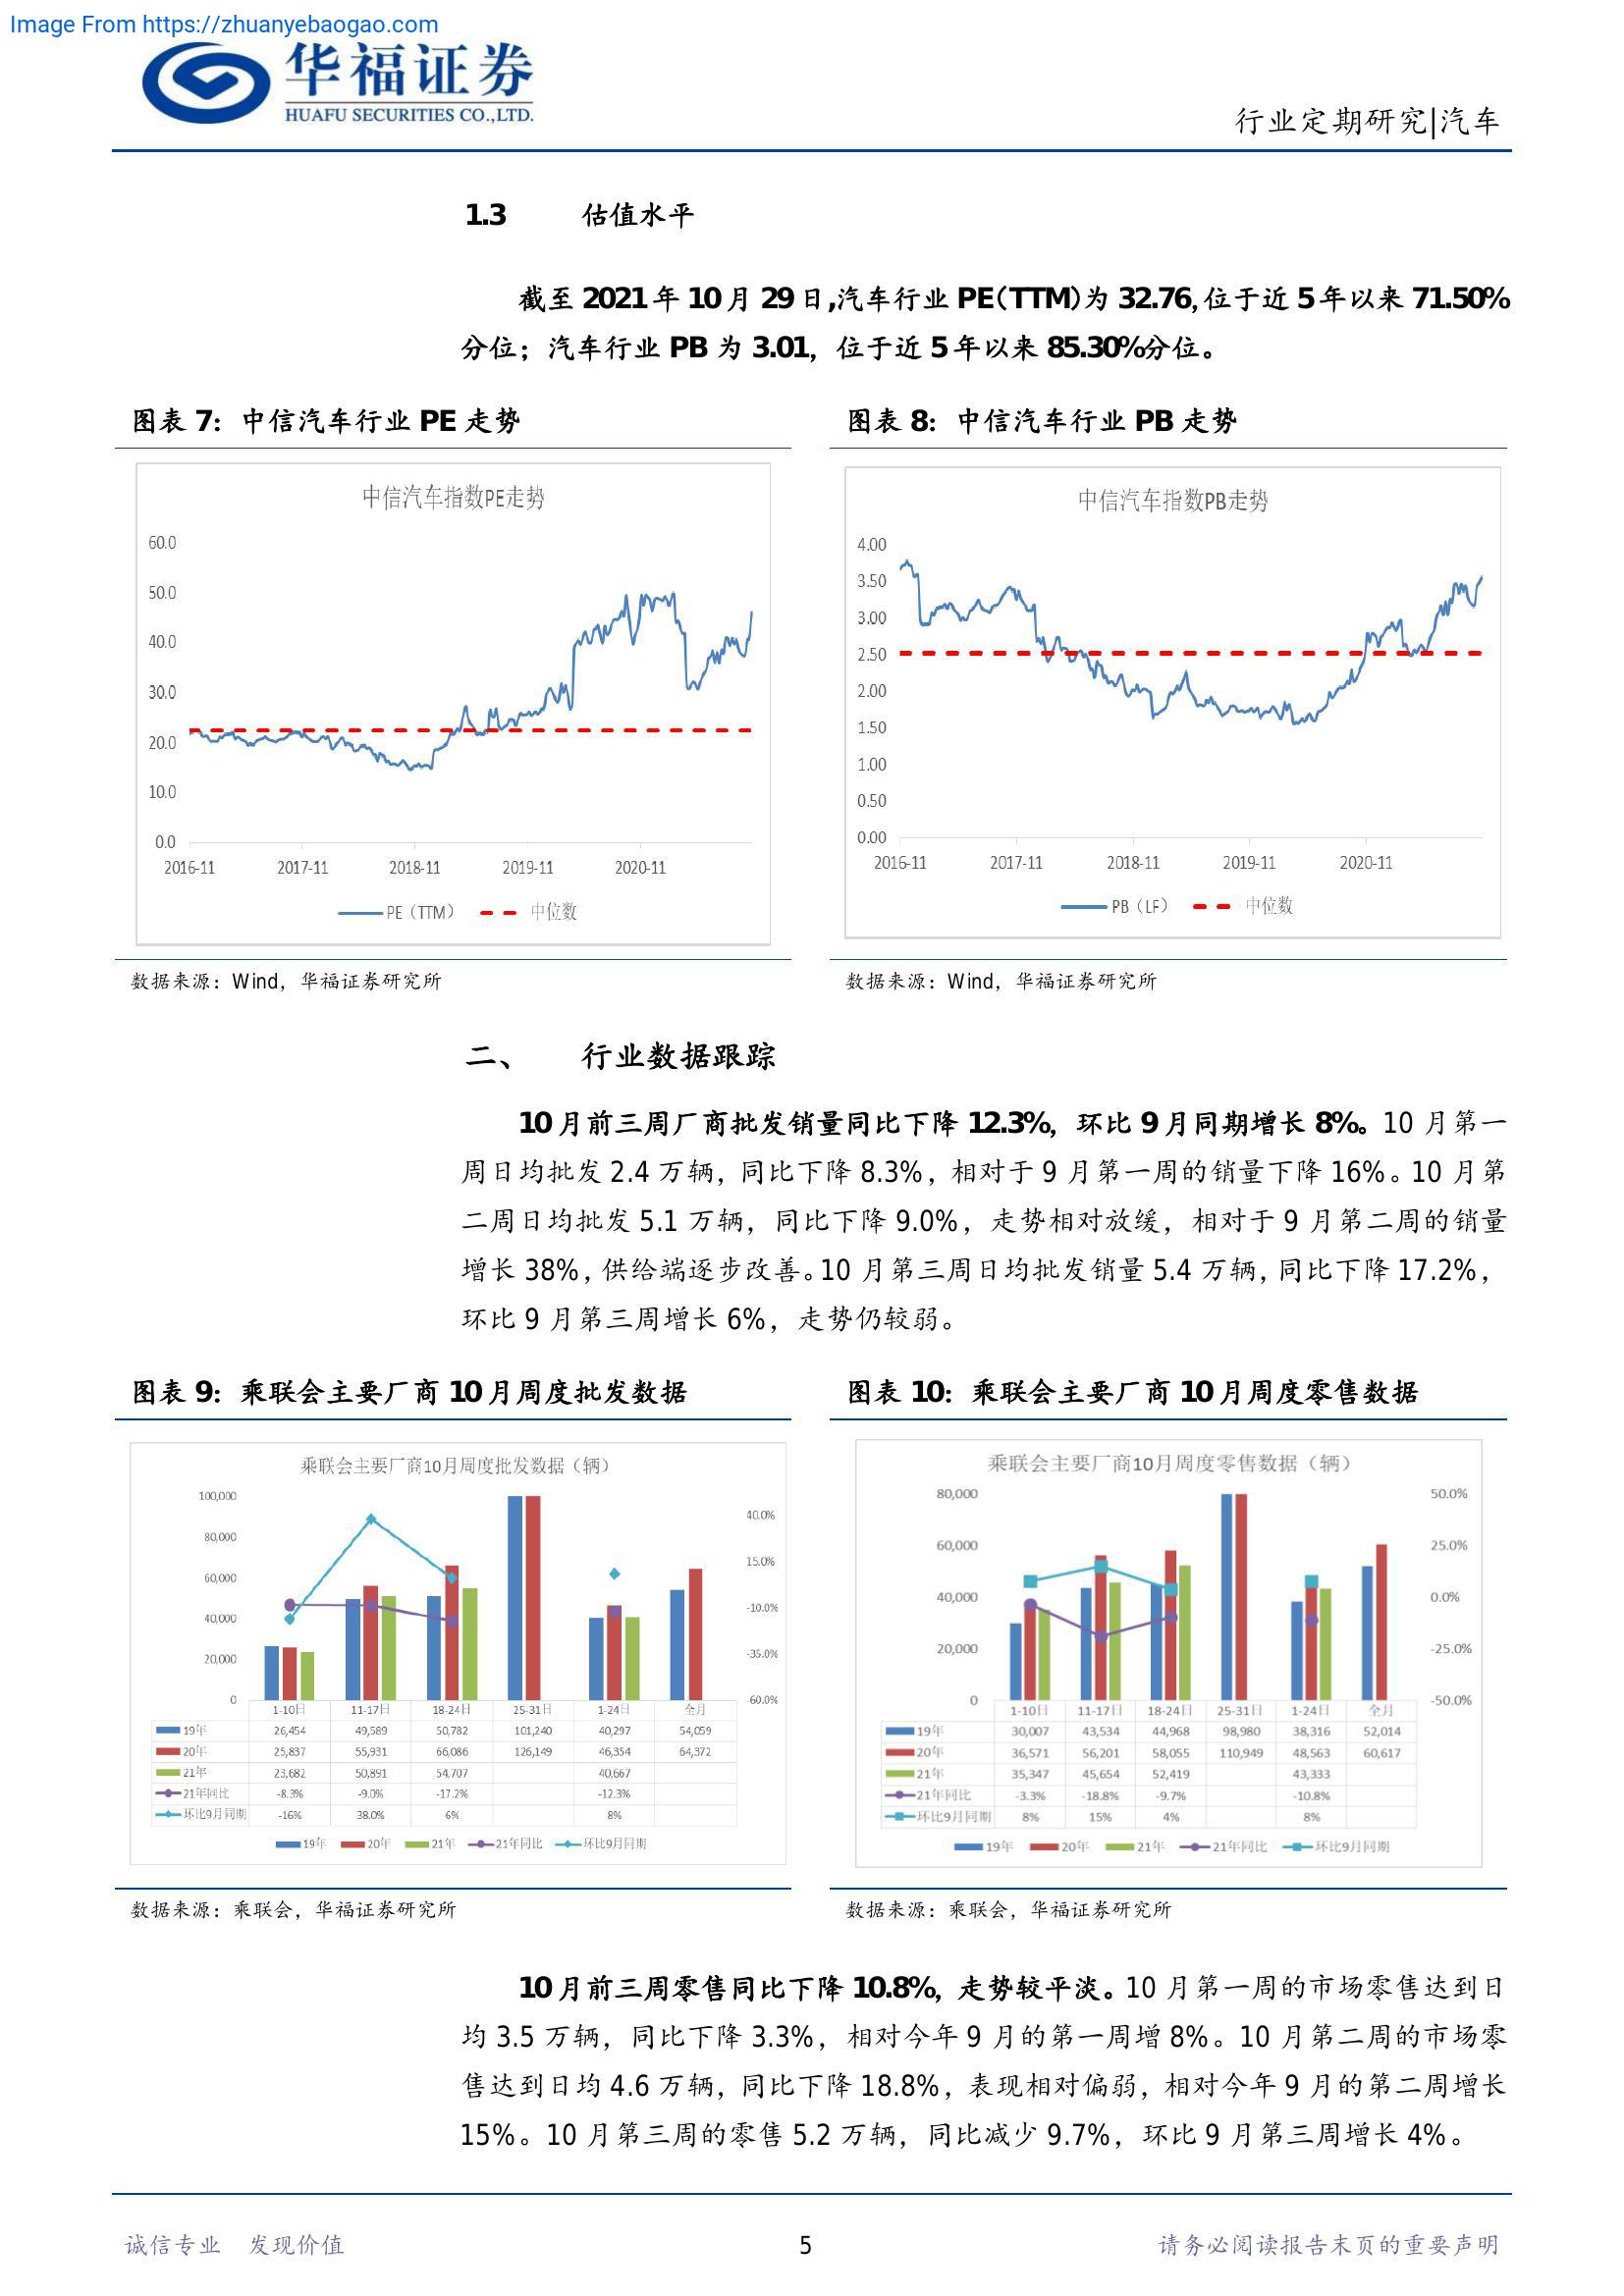 Image From https://zhuanyebaogao.com
华福证券
HUAFU SECURITIES CO.,LTD.
行业定期研究|汽车
1.3 估值水平
截至 2021 年 10 月 29 日,汽车行业 PE(TTM)为 32.76, 位于近 5 年以来 71.50%
分位；汽车行业 PB 为 3.01，位于近 5 年以来 85.30%分位。
图表 7：中信汽车行业 PE 走势
中信汽车指数PE走势
60.0
50.0
40.0
30.0
20.0
10.0
0.0
2016-11 2017-11 2018-11 2019-11 2020-11
PE（TTM） 中位数
数据来源：Wind，华福证券研究所
图表 8：中信汽车行业 PB 走势
中信汽车指数PB走势
4.00
3.50
3.00
2.50
2.00
1.50
1.00
0.50
0.00
2016-11 2017-11 2018-11 2019-11 2020-11
PB（LF） 中位数
数据来源：Wind，华福证券研究所
二、 行业数据跟踪
10 月前三周厂商批发销量同比下降 12.3%，环比 9 月同期增长 8%。10 月第一
周日均批发 2.4 万辆，同比下降 8.3%，相对于 9 月第一周的销量下降 16%。10 月第
二周日均批发 5.1 万辆，同比下降 9.0%，走势相对放缓，相对于 9 月第二周的销量
增长 38%，供给端逐步改善。10 月第三周日均批发销量 5.4 万辆，同比下降 17.2%，
环比 9 月第三周增长 6%，走势仍较弱。
图表 9：乘联会主要厂商 10 月周度批发数据
乘联会主要厂商10月周度批发数据（辆）
100,000
80,000
60,000
40,000
20,000
0
40.0%
15.0%
-10.0%
-35.0%
-60.0%
1-10日 11-17日 18-24日 25-31日 1-24日 全月
19年 26,454 49,589 50,782 101,240 40,297 54,059
20年 25,837 55,931 66,086 126,149 46,354 64,372
21年 23,682 50,891 54,707 40,667
21年同比 -8.3% -9.0% -17.2% -12.3%
环比9月同期 -16% 38.0% 6% 8%
19年 20年 21年 21年同比 环比9月同期
数据来源：乘联会，华福证券研究所
图表 10：乘联会主要厂商 10 月周度零售数据
乘联会主要厂商10月周度零售数据（辆）
80,000
60,000
40,000
20,000
0
50.0%
25.0%
0.0%
-25.0%
-50.0%
1-10日 11-17日 18-24日 25-31日 1-24日 全月
19年 30,007 43,534 44,968 98,980 38,316 52,014
20年 36,571 56,201 58,055 110,949 48,563 60,617
21年 35,347 45,654 52,419 43,333
21年同比 -3.3% -18.8% -9.7% -10.8%
环比9月同期 8% 15% 4% 8%
19年 20年 21年 21年同比 环比9月同期
数据来源：乘联会，华福证券研究所
10 月前三周零售同比下降 10.8%，走势较平淡。10 月第一周的市场零售达到日
均 3.5 万辆，同比下降 3.3%，相对今年 9 月的第一周增 8%。10 月第二周的市场零
售达到日均 4.6 万辆，同比下降 18.8%，表现相对偏弱，相对今年 9 月的第二周增长
15%。10 月第三周的零售 5.2 万辆，同比减少 9.7%，环比 9 月第三周增长 4%。
诚信专业 发现价值
5
请务必阅读报告末页的重要声明